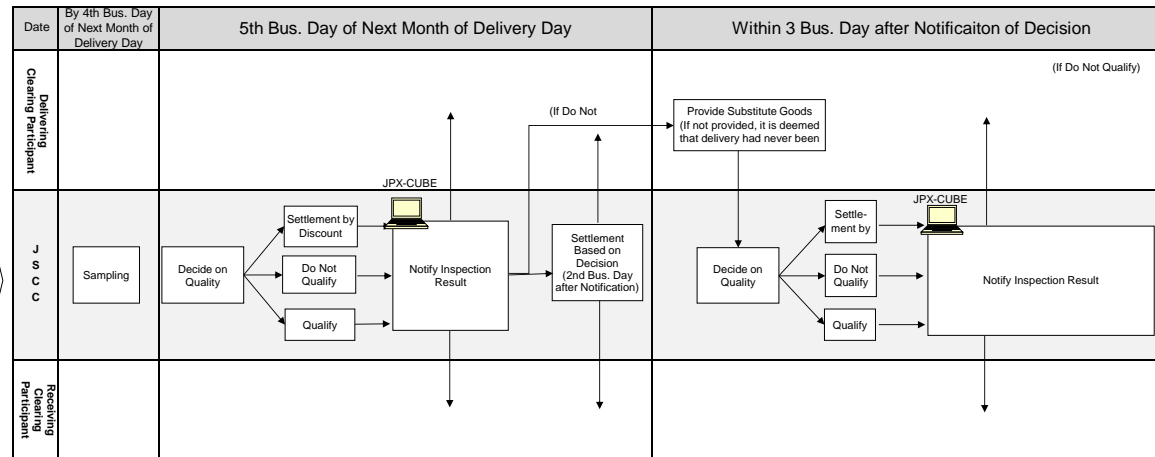 Date
By 4th Bus. Day
of Next Month of
Delivery Day
5th Bus. Day of Next Month of Delivery Day
Within 3 Bus. Day after Notificaiton of Decision
Delivering
Clearing Participant
(If Do Not
Provide Substitute Goods
(If not provided, it is deemed
that delivery had never been
(If Do Not Qualify)
J
S
C
C
Sampling
Decide on
Quality
Settlement by
Discount
Do Not
Qualify
Qualify
JPX-CUBE
Notify Inspection
Result
Settlement
Based on
Decision
(2nd Bus. Day
after Notification)
Decide on
Quality
Settle-
ment by
Do Not
Qualify
Qualify
JPX-CUBE
Notify Inspection Result
Receiving
Clearing
Participant